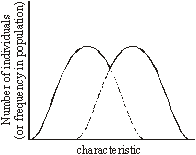 Number of individuals
(or frequency in population)
characteristic